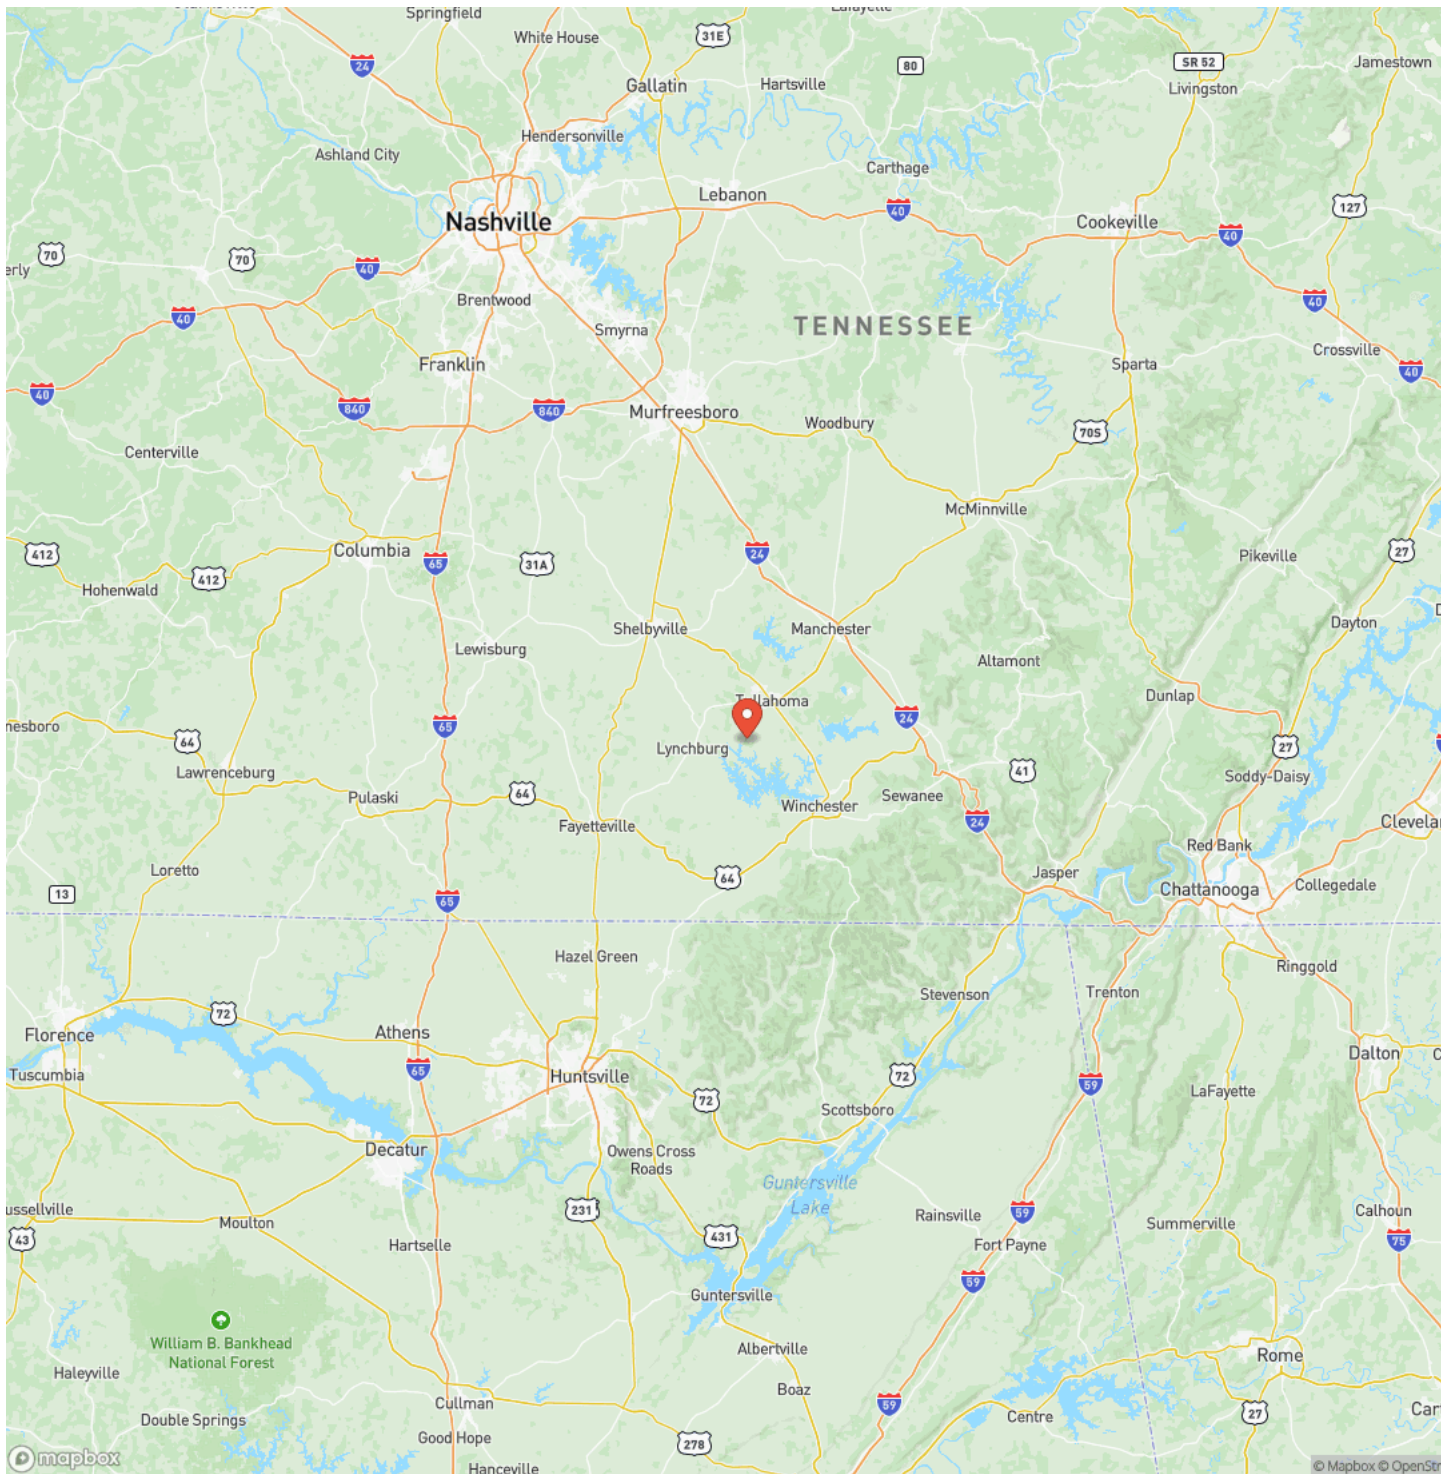 Springfield
White House
31E
24
Gallatin
80
Hartsville
SR 52
Jamestown
Livingston
Hendersonville
Ashland City
Carthage
Lebanon
40
127
Nashville
Cookeville
70
70
40
40
40
40
Brentwood
Smyrna
TENNESSEE
Crossville
Franklin
Sparta
40
40
840
840
Murfreesboro
Woodbury
70S
Centerville
McMinnville
412
Columbia
65
31A
24
Pikeville
27
Hohenwald
412
Shelbyville
Manchester
Dayton
Lewisburg
Altamont
Dunlap
nesboro
64
65
24
Lynchburg
27
Lawrenceburg
41
Soddy-Daisy
Pulaski
64
Sewanee
Winchester
Fayetteville
24
Red Bank
Loretto
64
Jasper
Chattanooga
Collegedale
13
65
Hazel Green
Ringgold
Stevenson
Trenton
72
Florence
Athens
Dalton
Tuscumbia
65
Huntsville
72
72
59
LaFayette
Scottsboro
Decatur
Owens Cross
Roads
Guntersville
Lake
ussellville
231
Rainsville
59
Calhoun
Moulton
Summerville
43
Hartselle
431
Fort Payne
75
59
Guntersville
William B. Bankhead
National Forest
Albertville
Rome
Haleyville
Boaz
Cullman
59
Double Springs
Centre
27
Good Hope
278
Hanceville
mapbox
© Mapbox © OpenStr